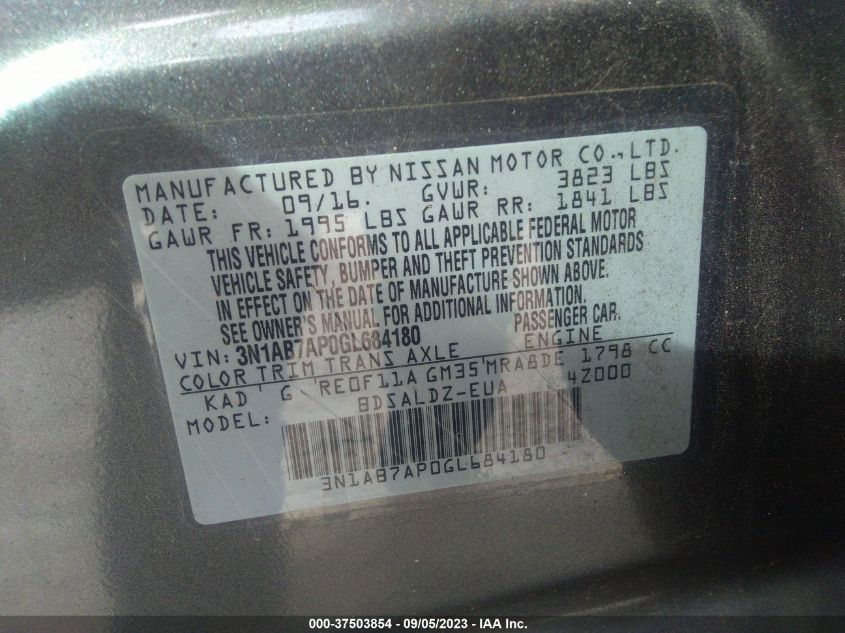 MANUFACTURED BY NISSAN MOTOR CO., LTD.
DATE: 09/16. GVWR: 3823 LBS
GAWR FR: 1995 LBS GAWR RR: 1841 LBS
THIS VEHICLE CONFORMS TO ALL APPLICABLE FEDERAL MOTOR
VEHICLE SAFETY, BUMPER AND THEFT PREVENTION STANDARDS
IN EFFECT ON THE DATE OF MANUFACTURE SHOWN ABOVE.
SEE OWNER'S MANUAL FOR ADDITIONAL INFORMATION.
VIN: 3N1AB7AP0GL684180 PASSENGER CAR.
COLOR TRIM TRANS AXLE ENGINE
KAD G RE0F11A GM35 MRA8DE 1798 CC
MODEL: BDSALDZ-EUA 4Z000
3N1AB7AP0GL684180
000-37503854 - 09/05/2023 - IAA Inc.